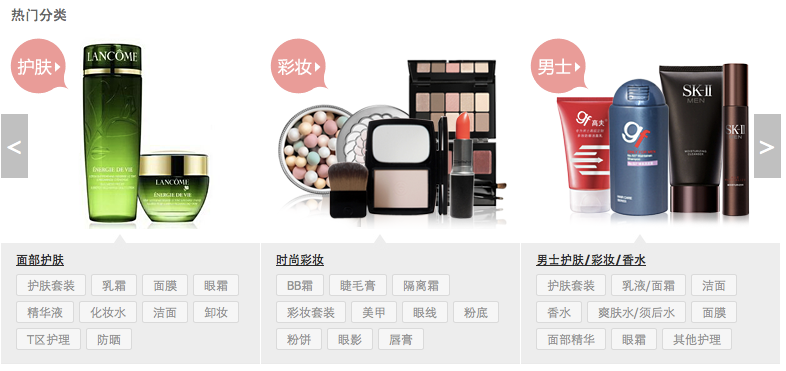 热门分类
护肤
LANCÔME
ÉNERGIE DE VIE
LANCÔME
ÉNERGIE DE VIE
彩妆
男士
gf 高夫
gf
SK-II
MEN
SK-II
<
>
面部护肤
护肤套装 乳霜 面膜 眼霜
精华液 化妆水 洁面 卸妆
T区护理 防晒
时尚彩妆
BB霜 睫毛膏 隔离霜
彩妆套装 美甲 眼线 粉底
粉饼 眼影 唇膏
男士护肤/彩妆/香水
护肤套装 乳液/面霜 洁面
香水 爽肤水/须后水 面膜
面部精华 眼霜 其他护理